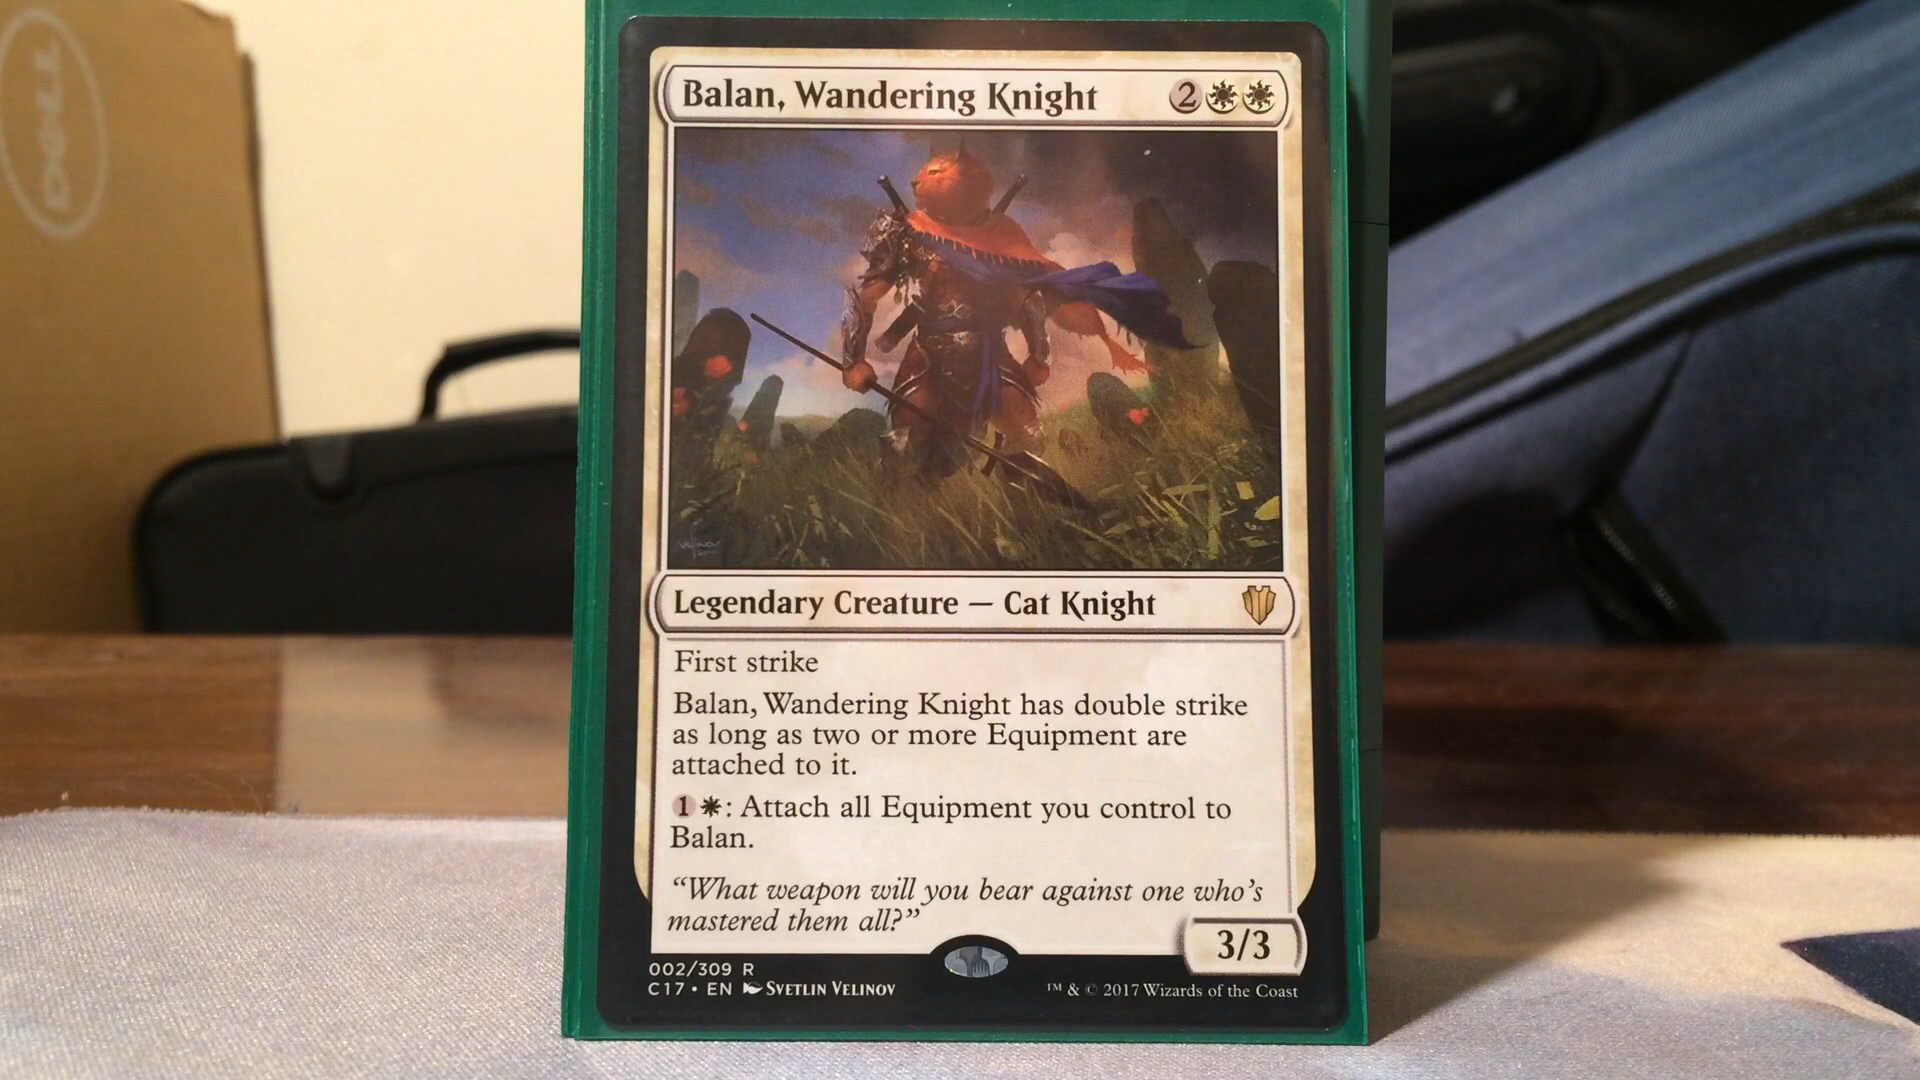 DELL
Balan, Wandering Knight 2
Legendary Creature — Cat Knight
First strike
Balan, Wandering Knight has double strike
as long as two or more Equipment are
attached to it.
1 : Attach all Equipment you control to
Balan.
“What weapon will you bear against one who’s
mastered them all?”
3/3
002/309 R
C17 • EN Svetlin Velinov
™ & © 2017 Wizards of the Coast